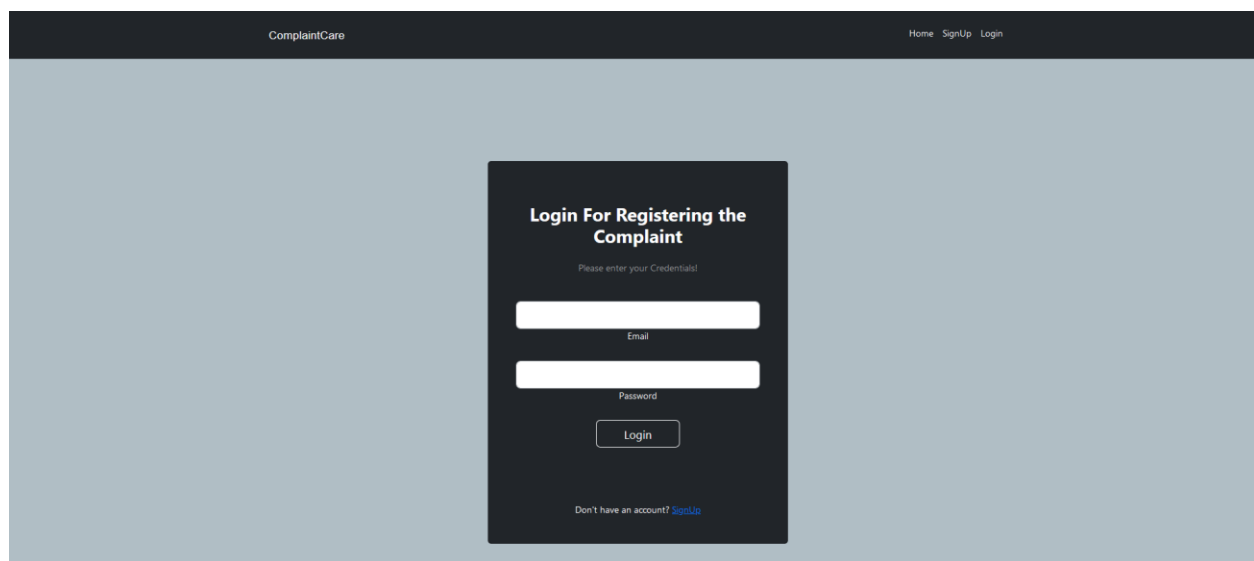 ComplaintCare
Home SignUp Login
Login For Registering the
Complaint
Please enter your Credentials!
Email
Password
Login
Don't have an account? SignUp